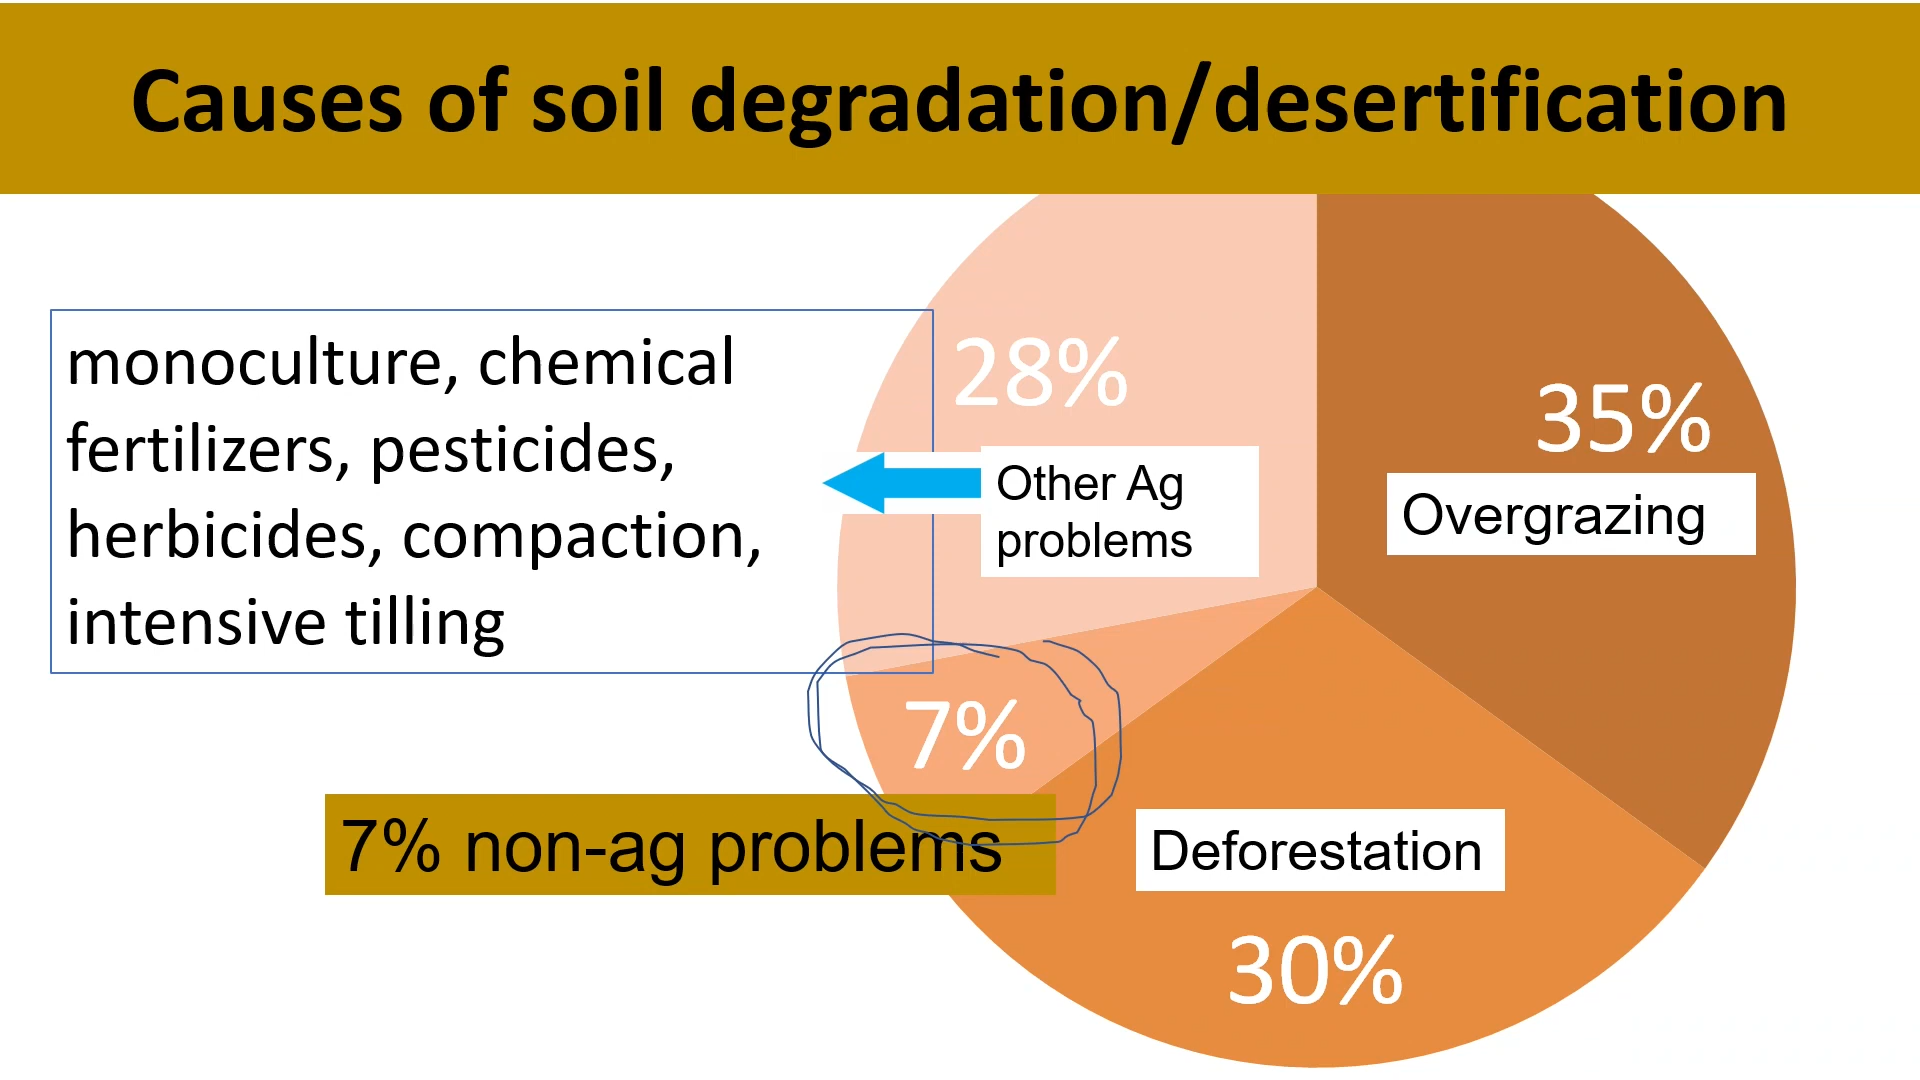 Causes of soil degradation/desertification
monoculture, chemical
fertilizers, pesticides,
herbicides, compaction,
intensive tilling
28%
Other Ag
problems
35%
Overgrazing
7%
7% non-ag problems
Deforestation
30%